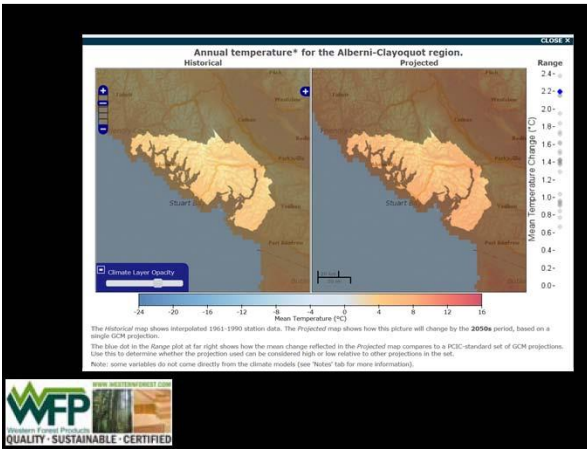 CLOSE ✕
Annual temperature* for the Alberni-Clayoquot region.
Historical
Projected
Range
2.4-
2.2-
2.0-
1.8-
1.6-
1.4-
1.2-
1.0-
0.8-
0.6-
0.4-
0.2-
0.0-
Mean Temperature Change (°C)
Climate Layer Opacity
-24 -20 -16 -12 -8 -4 0 4 8 12 16
Mean Temperature (°C)
The Historical map shows interpolated 1961-1990 station data. The Projected map shows how this picture will change by the 2050s period, based on a
single GCM projection.
The blue dot in the Range plot at far right shows how the mean change reflected in the Projected map compares to a PCIC-standard set of GCM projections.
Use this to determine whether the projection used can be considered high or low relative to other projections in the set.
Note: some variables do not come directly from the climate models (see 'Notes' tab for more information).
WWW.WESTERNFOREST.COM
WFP
Western Forest Products
QUALITY · SUSTAINABLE · CERTIFIED